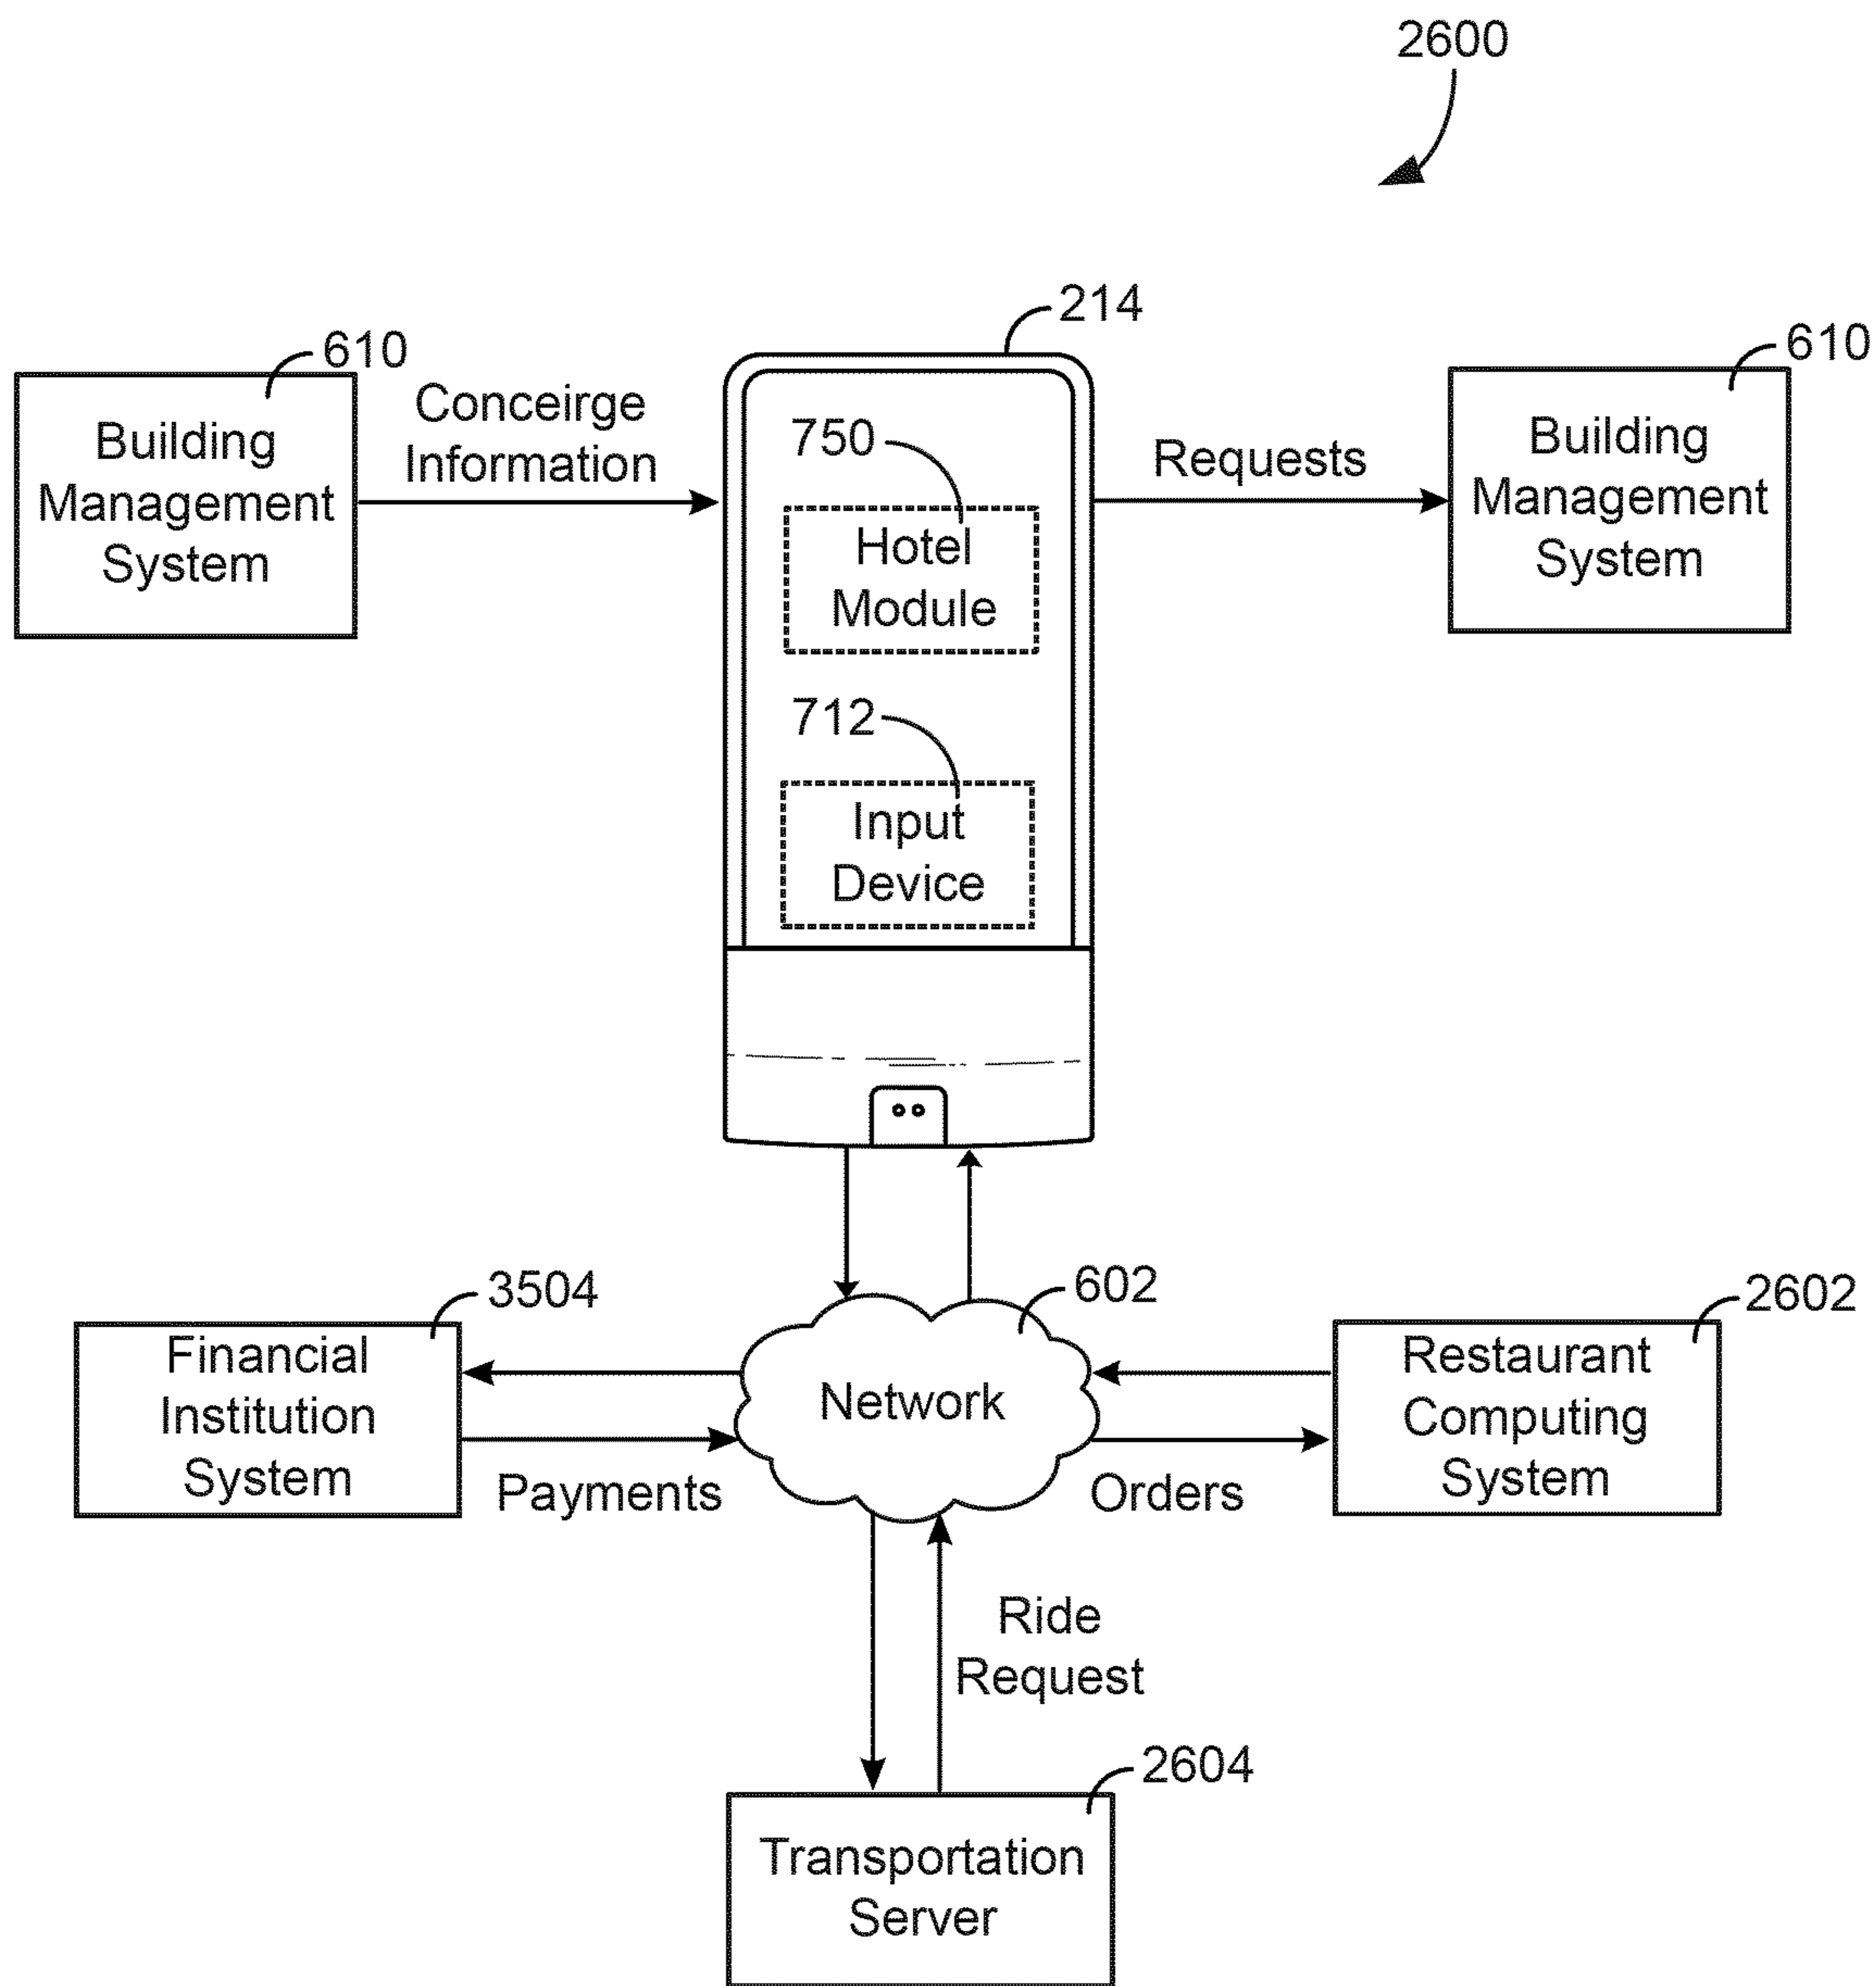 2600
214
610
610
Conceirge
Information
Building
Management
System
750
Hotel
Module
Requests
Building
Management
System
712
Input
Device
3504
602
2602
Financial
Institution
System
Network
Restaurant
Computing
System
Payments
Orders
Ride
Request
2604
Transportation
Server